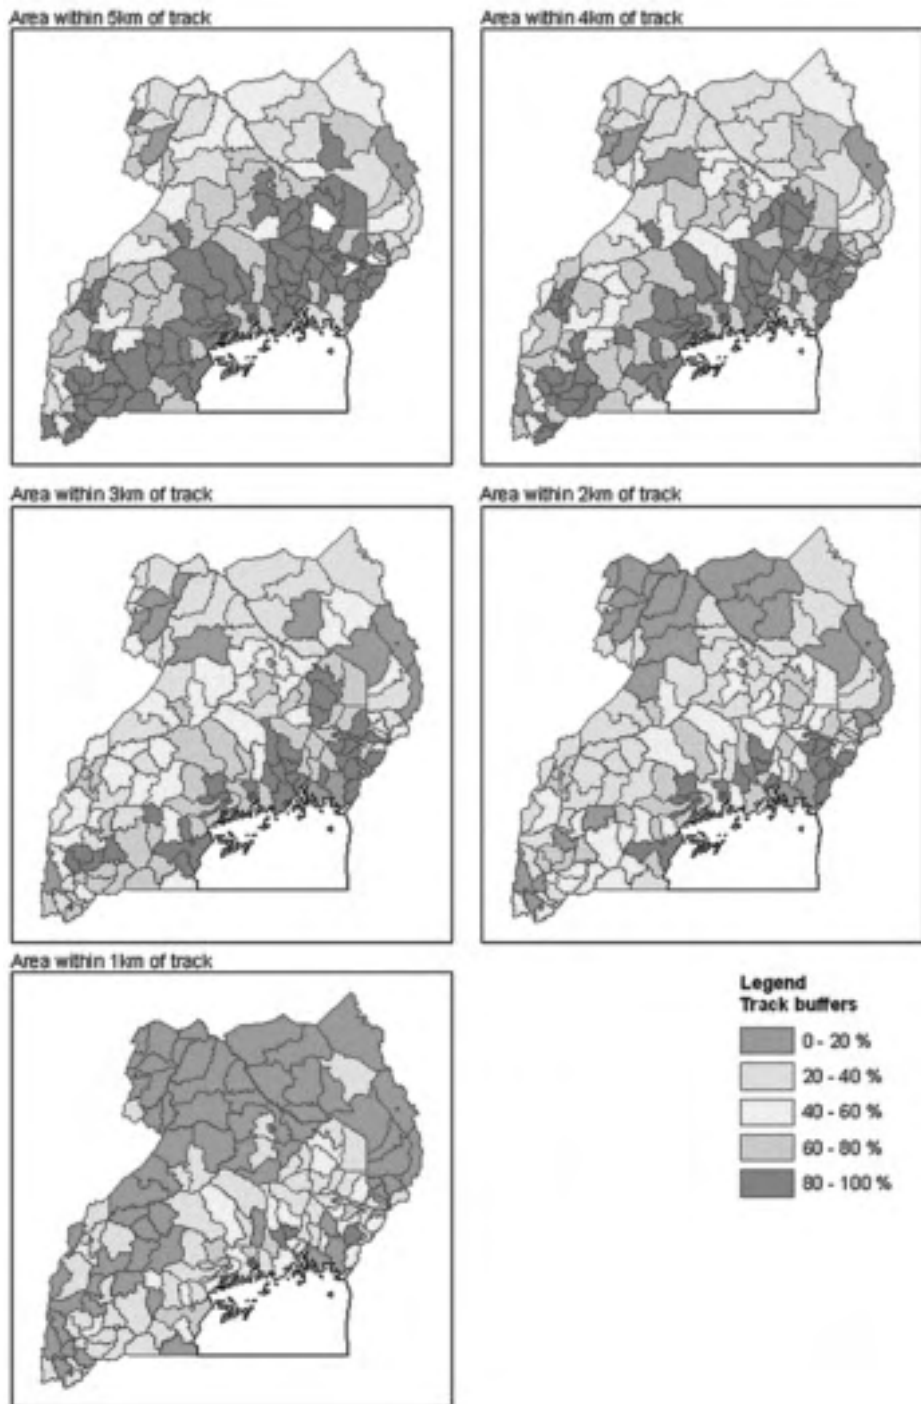 Area within 5km of track
Area within 4km of track
Area within 3km of track
Area within 2km of track
Area within 1km of track
Legend
Track buffers
0 - 20 %
20 - 40 %
40 - 60 %
60 - 80 %
80 - 100 %